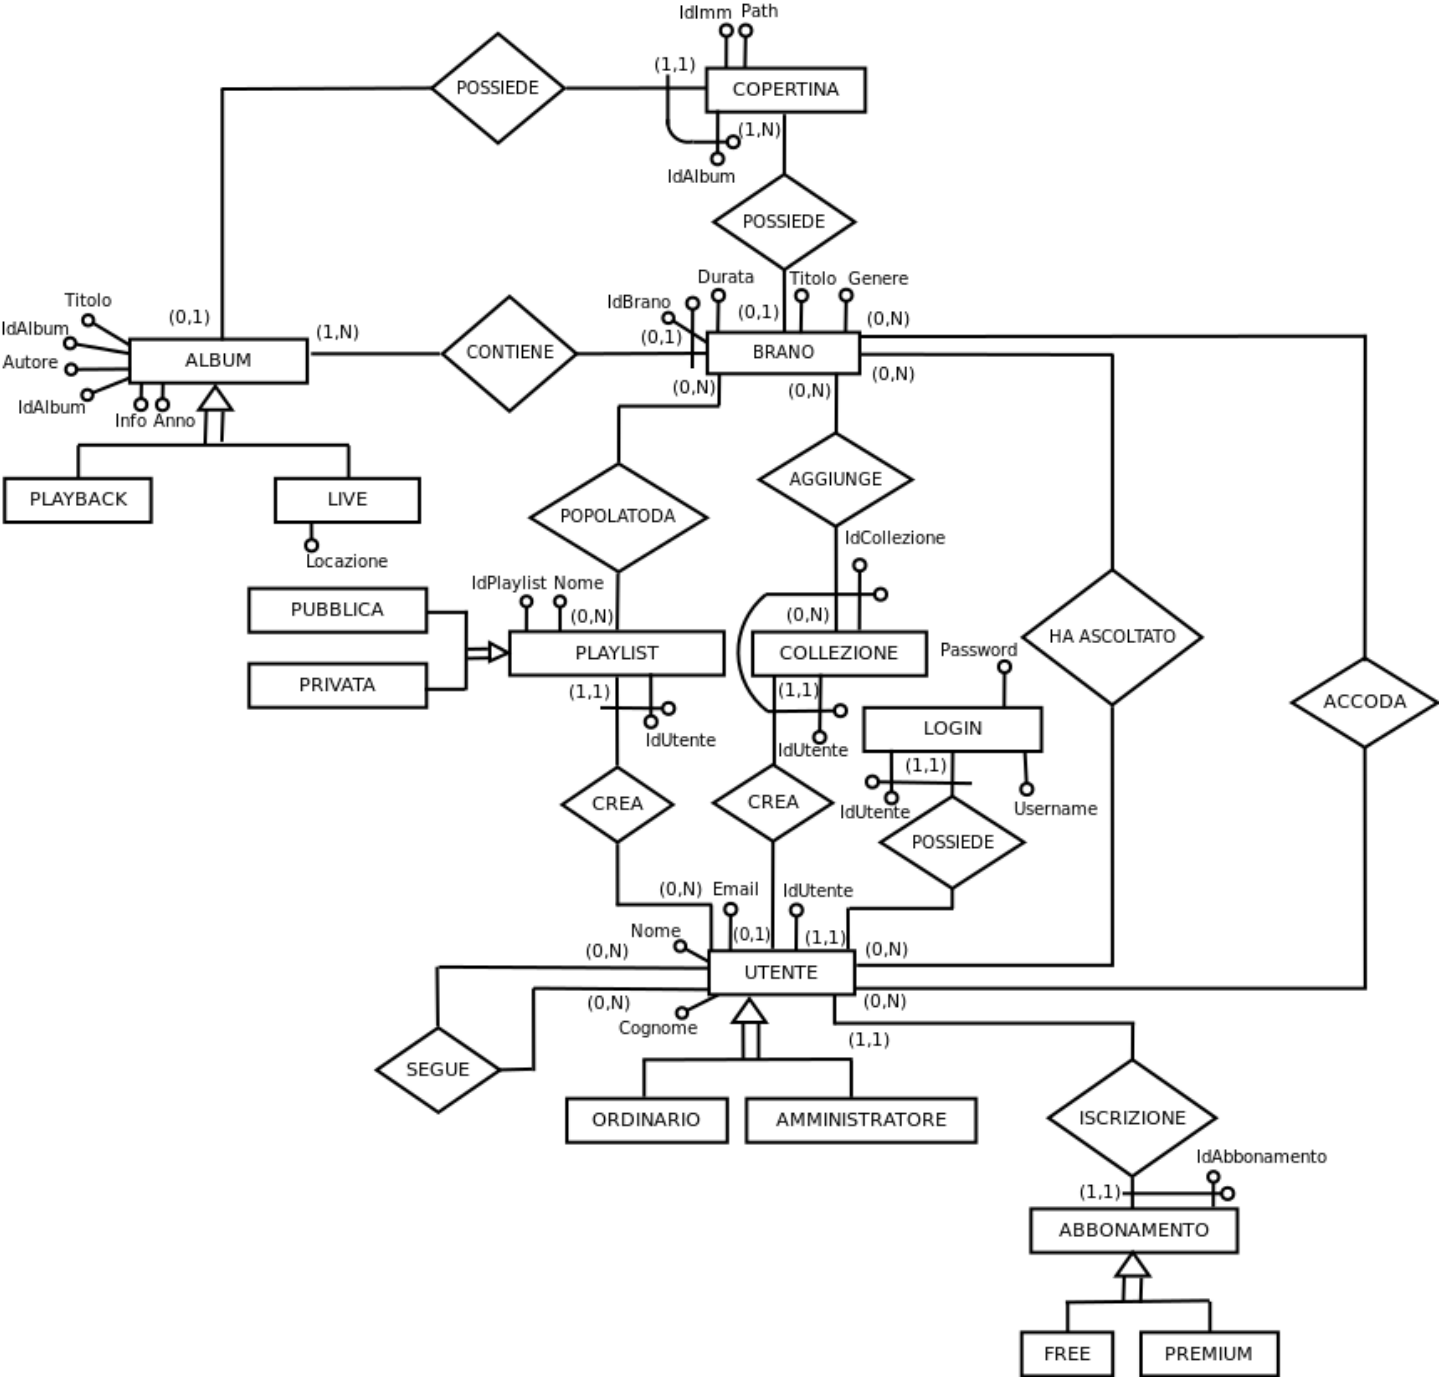 IdImm Path
(1,1)
POSSIEDE
COPERTINA
(1,N)
IdAlbum
POSSIEDE
Durata
Titolo
Genere
Titolo
IdBrano
(0,1)
(0,1)
(0,N)
IdAlbum
(1,N)
(0,1)
Autore
ALBUM
CONTIENE
BRANO
(0,N)
(0,N)
(0,N)
IdAlbum
Info Anno
PLAYBACK
LIVE
AGGIUNGE
POPOLATODA
Locazione
IdCollezione
IdPlaylist Nome
PUBBLICA
(0,N)
(0,N)
HA ASCOLTATO
PLAYLIST
COLLEZIONE
Password
PRIVATA
(1,1)
(1,1)
ACCODA
LOGIN
IdUtente
IdUtente
(1,1)
CREA
CREA
IdUtente
Username
POSSIEDE
(0,N)
Email
IdUtente
Nome
(0,1)
(1,1)
(0,N)
(0,N)
UTENTE
(0,N)
(0,N)
Cognome
(1,1)
SEGUE
ORDINARIO
AMMINISTRATORE
ISCRIZIONE
IdAbbonamento
(1,1)
ABBONAMENTO
FREE
PREMIUM